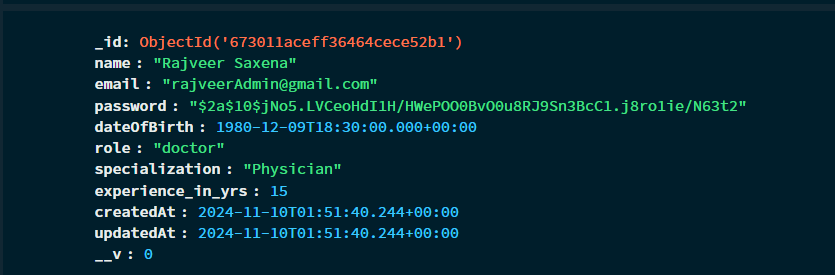 _id: ObjectId('673011aceff36464cece52b1')
name : "Rajveer Saxena"
email : "rajveerAdmin@gmail.com"
password : "$2a$10$jNo5.LVCeoHdI1H/HWePOO0BvO0u8RJ9Sn3BcC1.j8ro1ie/N63t2"
dateOfBirth : 1980-12-09T18:30:00.000+00:00
role : "doctor"
specialization : "Physician"
experience_in_yrs : 15
createdAt : 2024-11-10T01:51:40.244+00:00
updatedAt : 2024-11-10T01:51:40.244+00:00
__v : 0